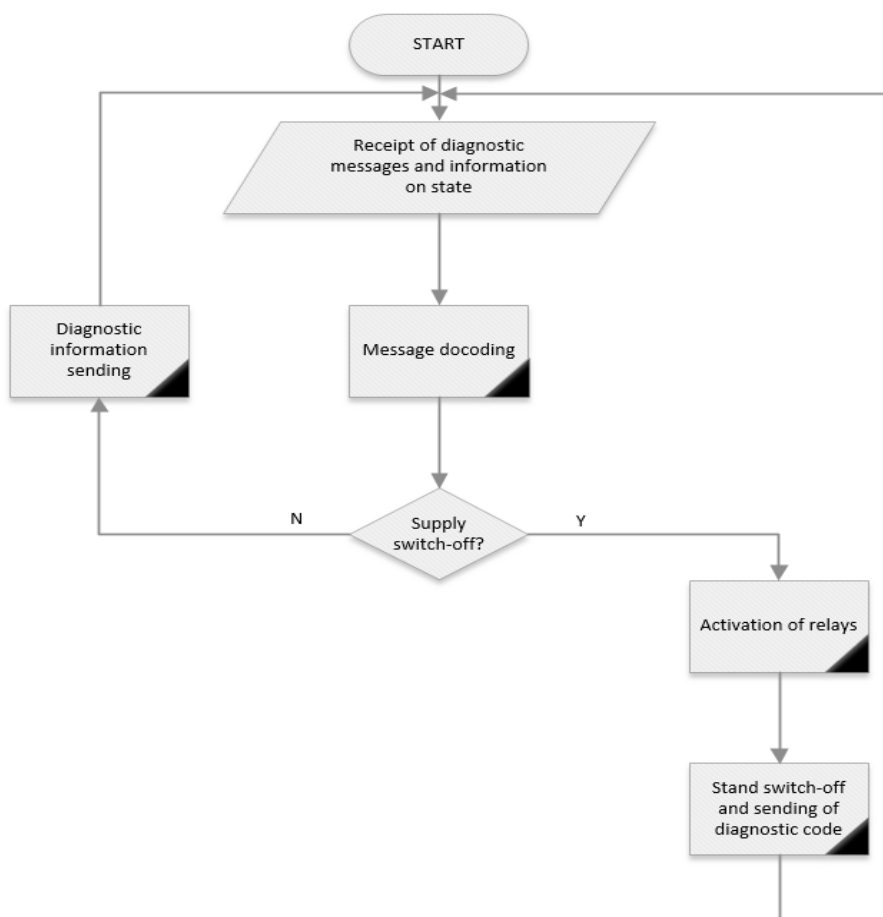 START
Receipt of diagnostic
messages and information
on state
Diagnostic
information
sending
Message docoding
Supply
switch-off?
N
Y
Activation of relays
Stand switch-off
and sending of
diagnostic code